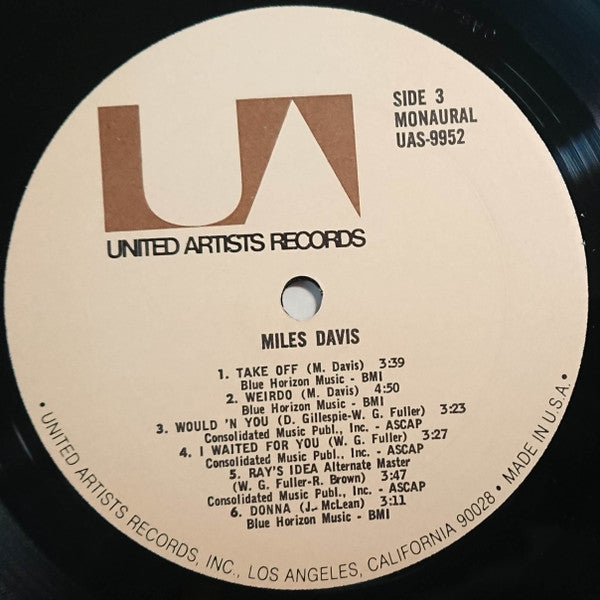 UA
SIDE 3
MONAURAL
UAS-9952
UNITED ARTISTS RECORDS
MILES DAVIS
1. TAKE OFF (M. Davis) 3:39
Blue Horizon Music - BMI
2. WEIRDO (M. Davis) 4:50
Blue Horizon Music - BMI
3. WOULD 'N YOU (D. Gillespie-W. G. Fuller) 3:23
Consolidated Music Publ., Inc. - ASCAP
4. I WAITED FOR YOU (W. G. Fuller) 3:27
Consolidated Music Publ., Inc. - ASCAP
5. RAY'S IDEA Alternate Master
(W. G. Fuller-R. Brown) 3:47
Consolidated Music Publ., Inc. - ASCAP
6. DONNA (J. McLean) 3:11
Blue Horizon Music - BMI
• UNITED ARTISTS RECORDS, INC., LOS ANGELES, CALIFORNIA 90028 • MADE IN U.S.A. •